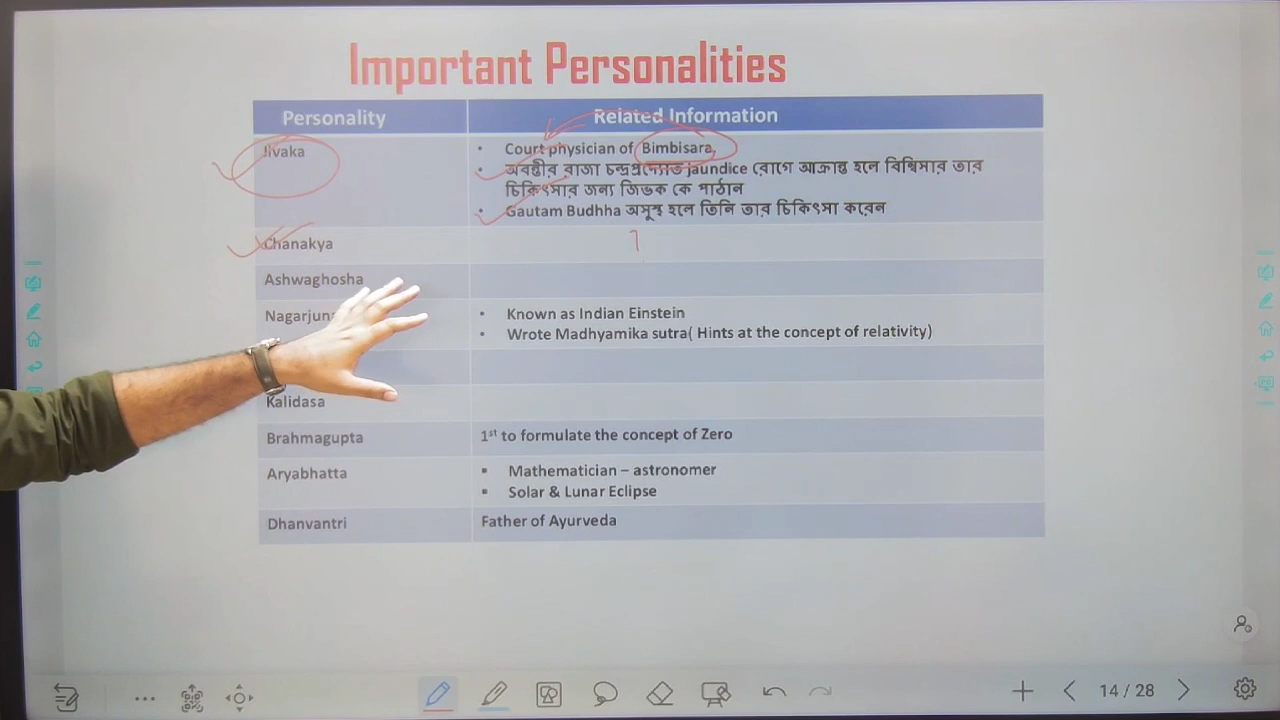 Important Personalities
Personality Related Information
Jivaka
Court physician of Bimbisara,
অবন্তীর রাজা চন্দ্রপ্রদ্যোত jaundice রোগে আক্রান্ত হলে বিম্বিসার তার
চিকিৎসার জন্য জিভক কে পাঠান
Gautam Budhha অসুস্থ হলে তিনি তার চিকিৎসা করেন
Chanakya
Ashwaghosha
Known as Indian Einstein
Wrote Madhyamika sutra( Hints at the concept of relativity)
Kalidasa
Brahmagupta 1st to formulate the concept of Zero
Aryabhatta
Mathematician – astronomer
Solar & Lunar Eclipse
Dhanvantri Father of Ayurveda
14 / 28